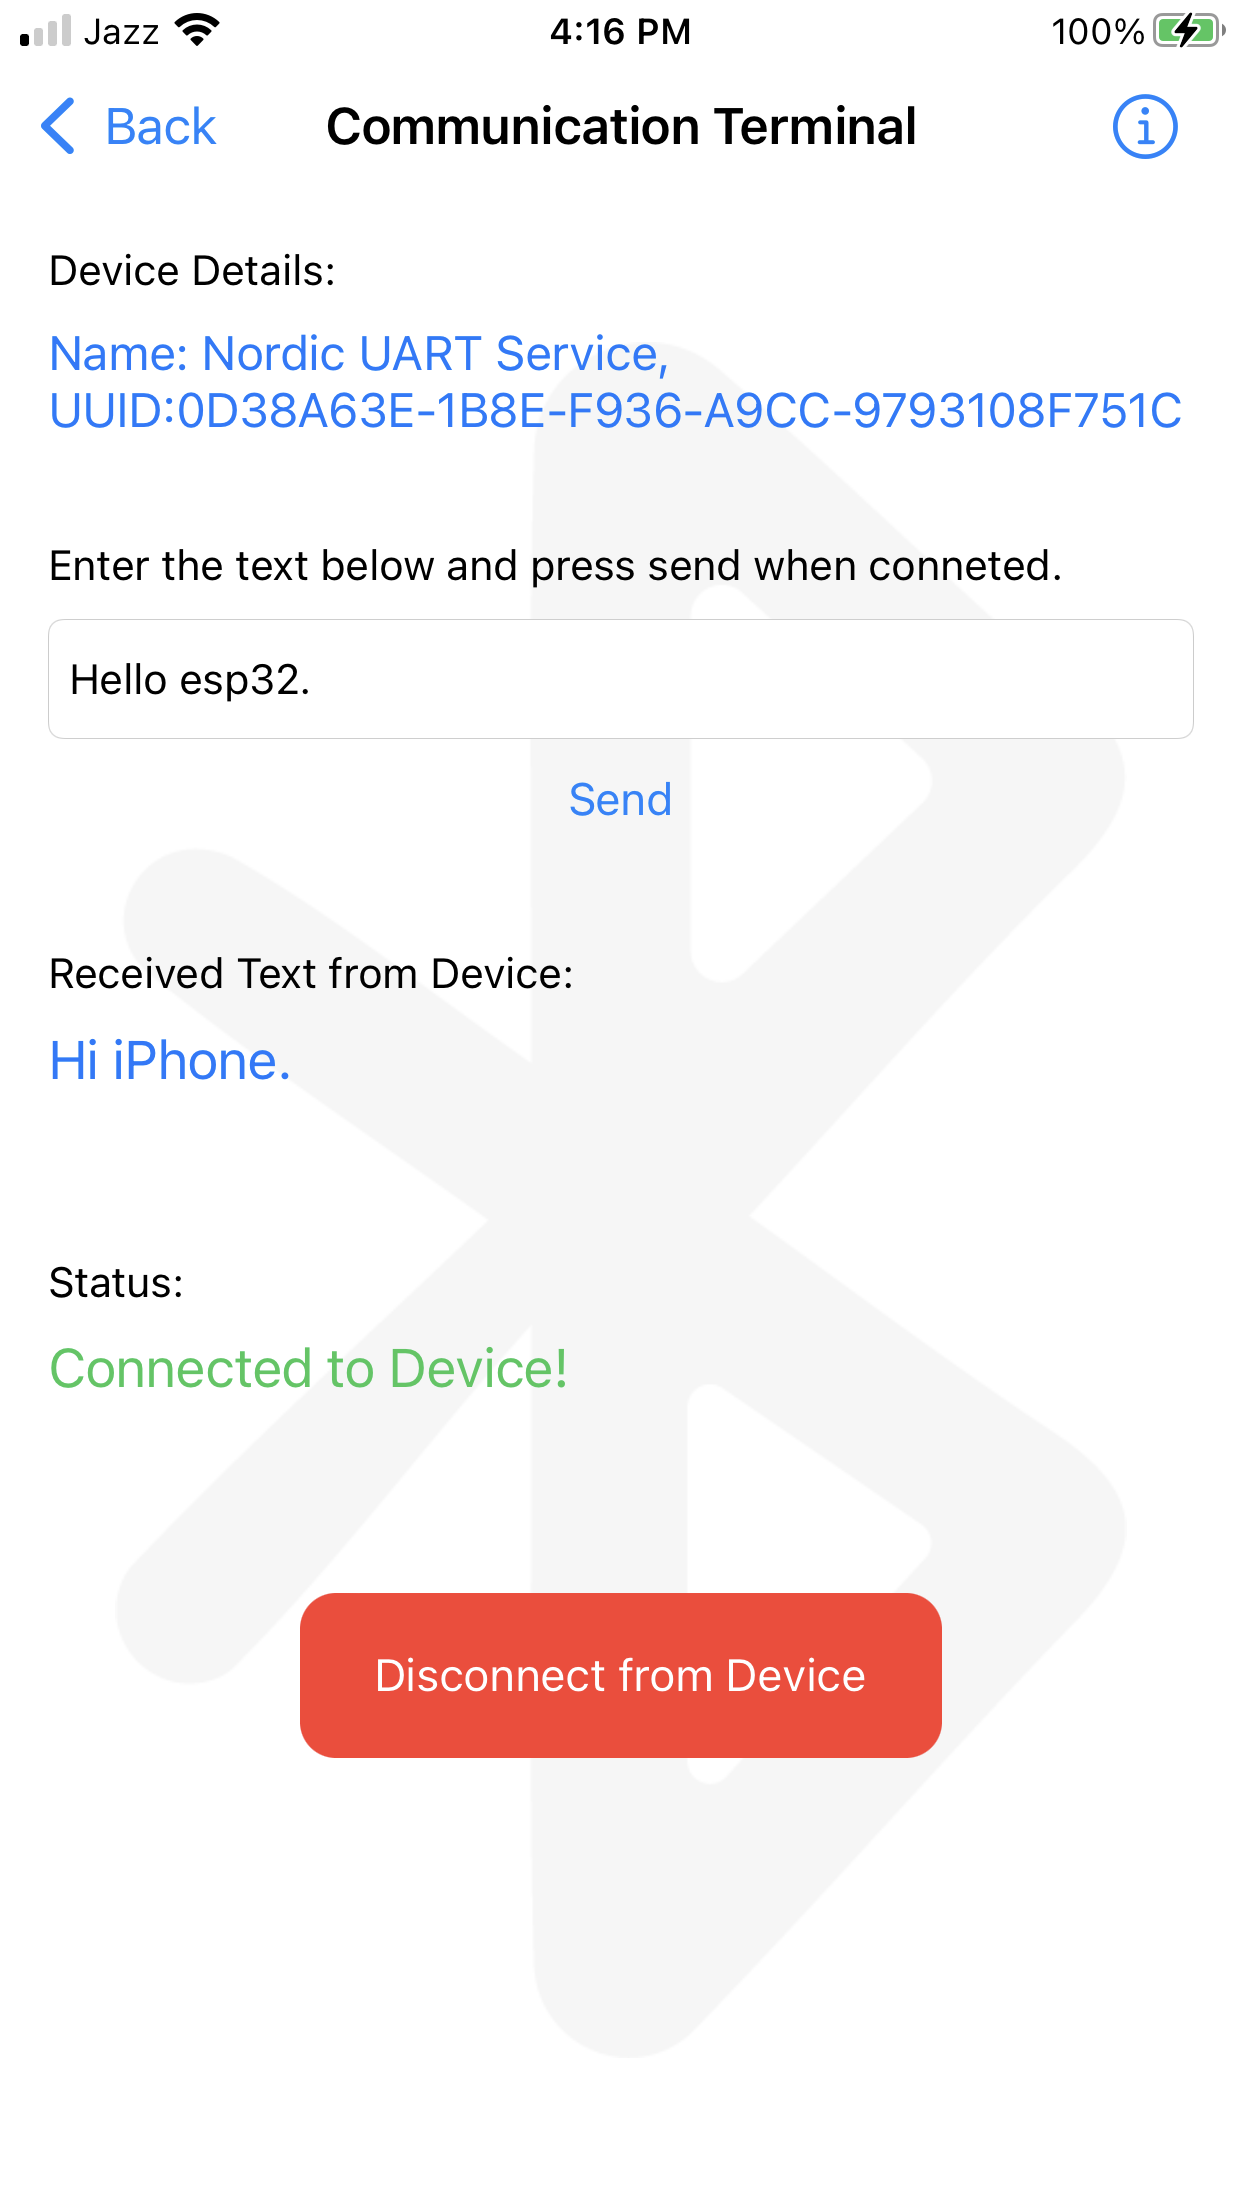 Jazz 4:16 PM 100%
Back Communication Terminal
Device Details:
Name: Nordic UART Service,
UUID:0D38A63E-1B8E-F936-A9CC-9793108F751C
Enter the text below and press send when conneted.
Hello esp32.
Send
Received Text from Device:
Hi iPhone.
Status:
Connected to Device!
Disconnect from Device